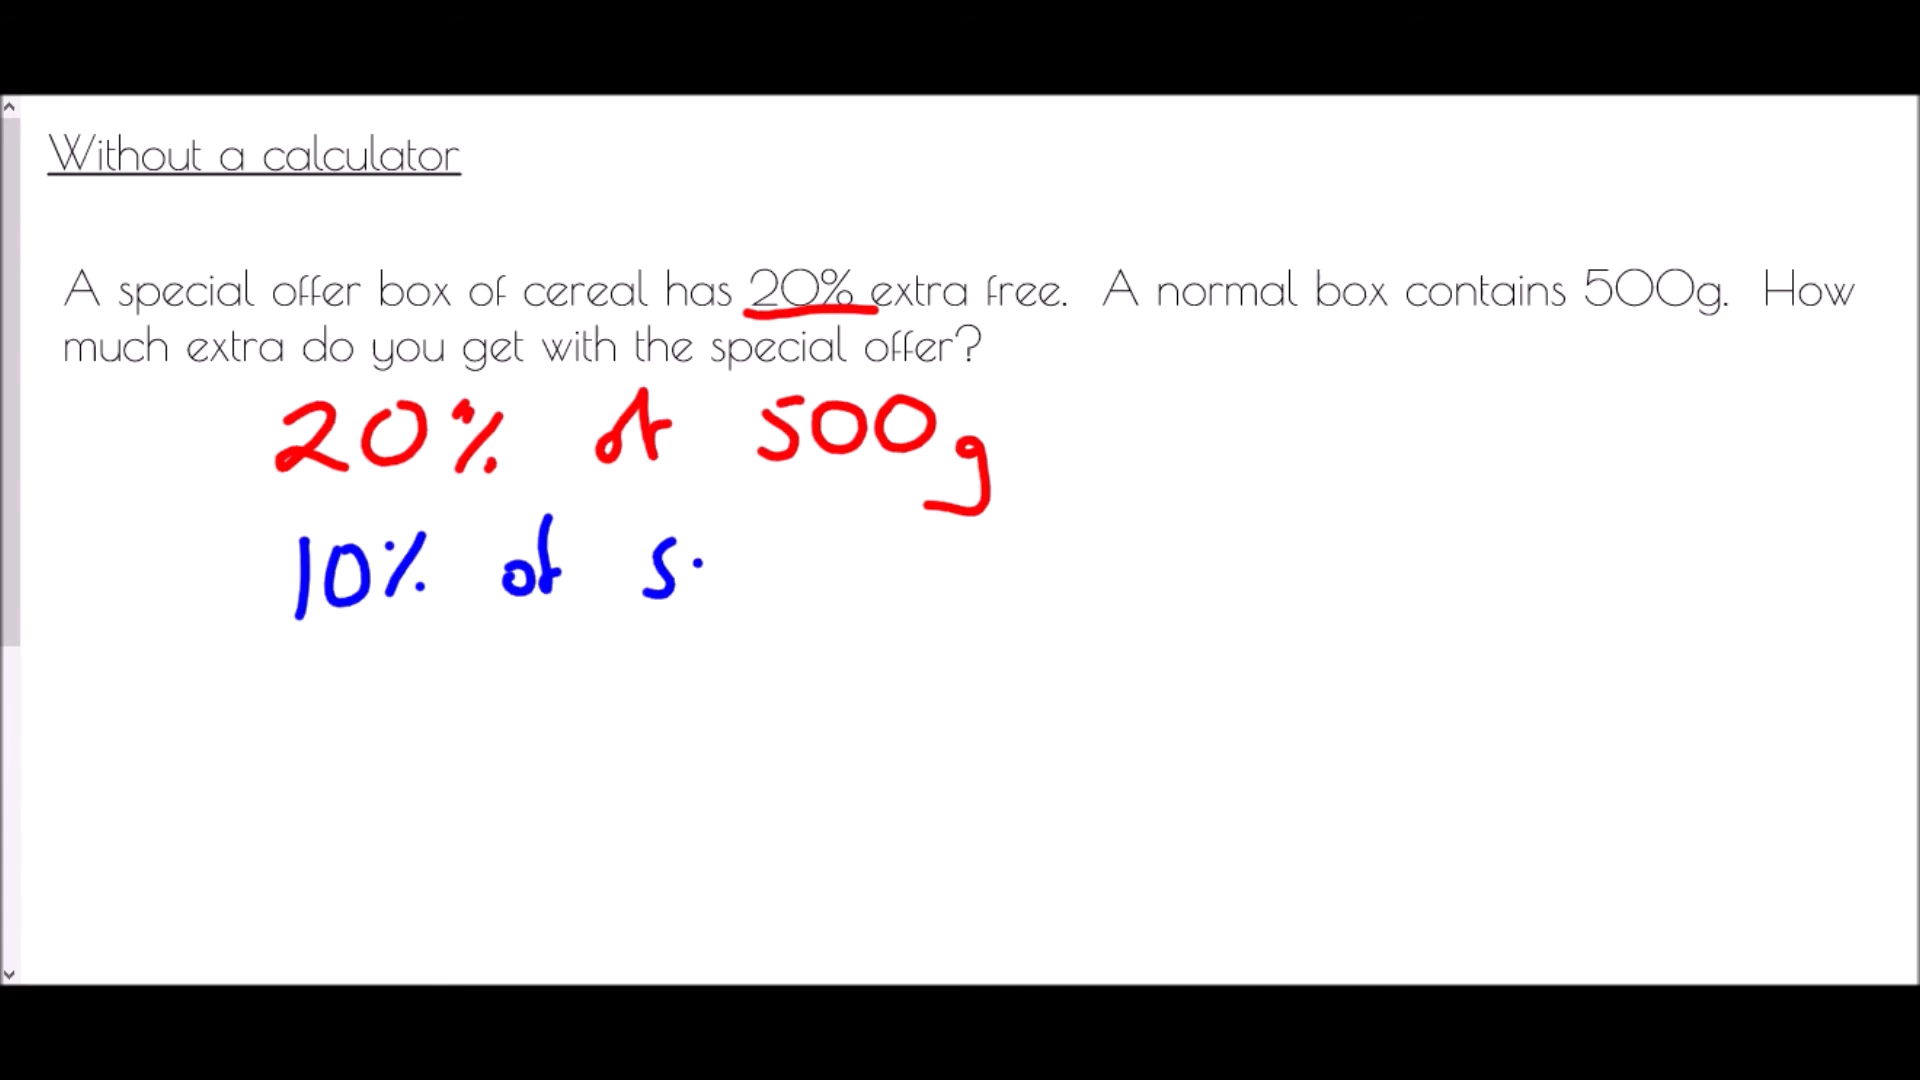 Without a calculator
A special offer box of cereal has 20% extra free. A normal box contains 500g. How
much extra do you get with the special offer?
20% of 500g
10% of 5